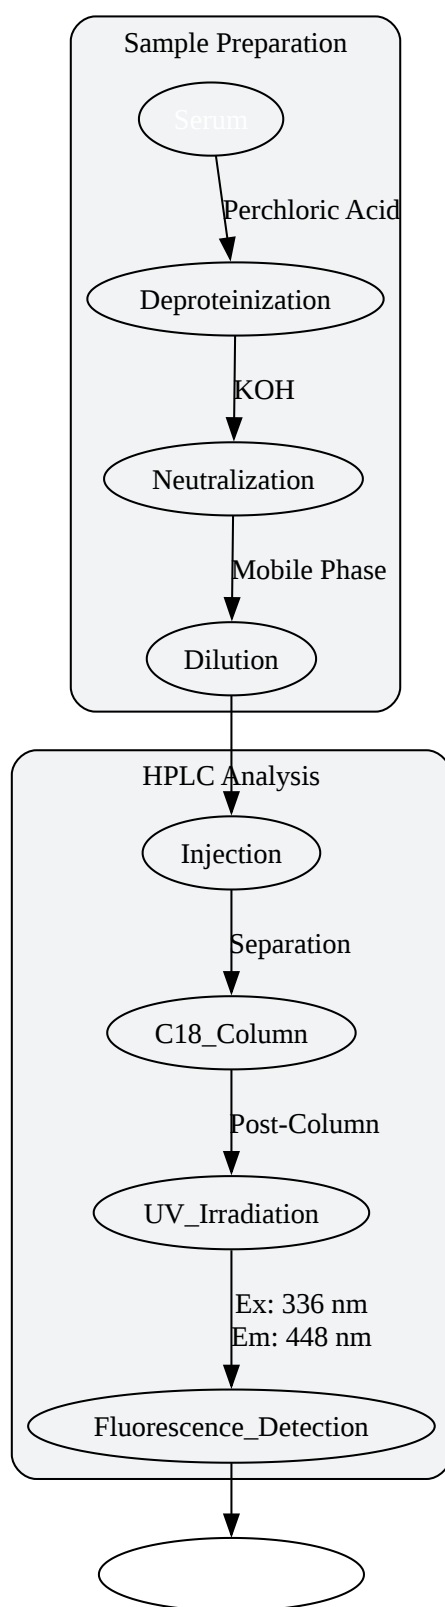 Sample Preparation
Serum
Perchloric Acid
Deproteinization
KOH
Neutralization
Mobile Phase
Dilution
HPLC Analysis
Injection
Separation
C18_Column
Post-Column
UV_Irradiation
Ex: 336 nm
Em: 448 nm
Fluorescence_Detection